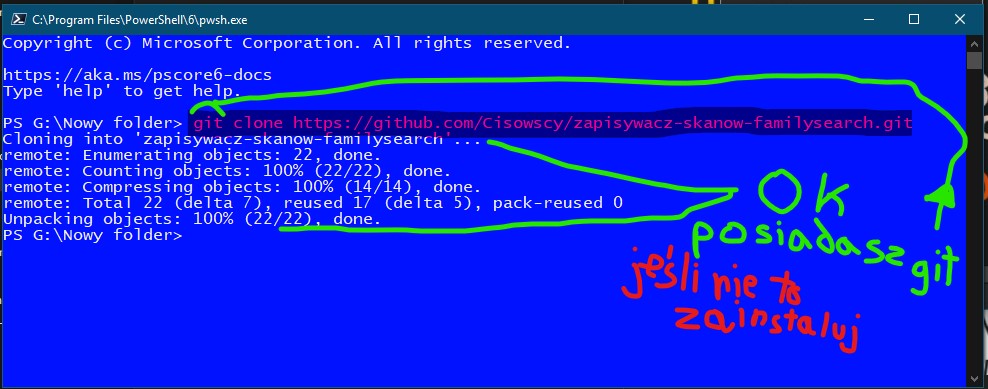 C:\Program Files\PowerShell\6\pwsh.exe
Copyright (c) Microsoft Corporation. All rights reserved.
https://aka.ms/pscore6-docs
Type 'help' to get help.
PS G:\Nowy folder> git clone https://github.com/Cisowscy/zapisywacz-skanow-familysearch.git
Cloning into 'zapisywacz-skanow-familysearch'...
remote: Enumerating objects: 22, done.
remote: Counting objects: 100% (22/22), done.
remote: Compressing objects: 100% (14/14), done.
remote: Total 22 (delta 7), reused 17 (delta 5), pack-reused 0
Unpacking objects: 100% (22/22), done.
PS G:\Nowy folder>
OK
posiadasz git
jeśli nie to
zainstaluj